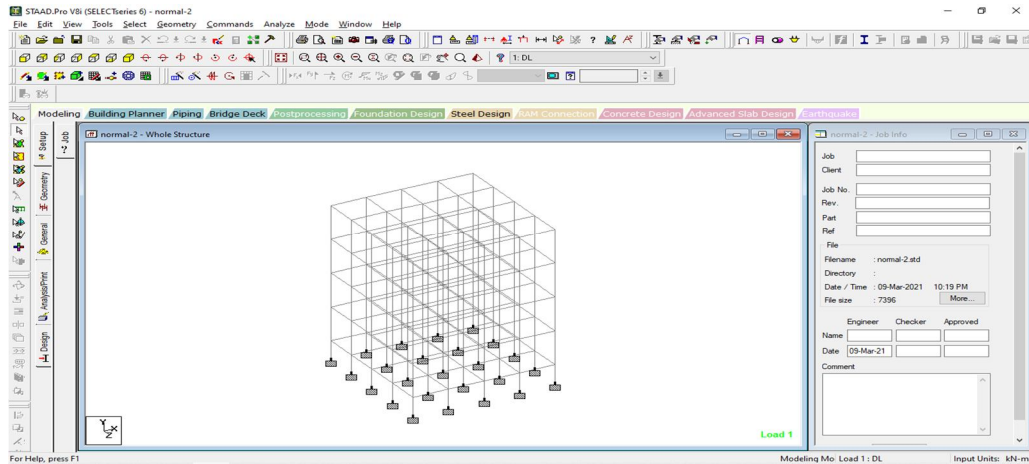 STAAD.Pro V8i (SELECTseries 6) - normal-2
File Edit View Tools Select Geometry Commands Analyze Mode Window Help
1: DL
Modeling Building Planner Piping Bridge Deck Postprocessing Foundation Design Steel Design RAM Connection Concrete Design Advanced Slab Design Earthquake
Setup
Geometry
General
Analysis/Print
Design
Job
normal-2 - Whole Structure
Y
X
Z
Load 1
normal-2 - Job Info
Job
Client
Job No.
Rev.
Part
Ref
File
Filename : normal-2.std
Directory :
Date / Time : 09-Mar-2021 10:19 PM
File size : 7396 More...
Engineer Checker Approved
Name
Date 09-Mar-21
Comment
For Help, press F1
Modeling Mo Load 1 : DL Input Units: kN-m